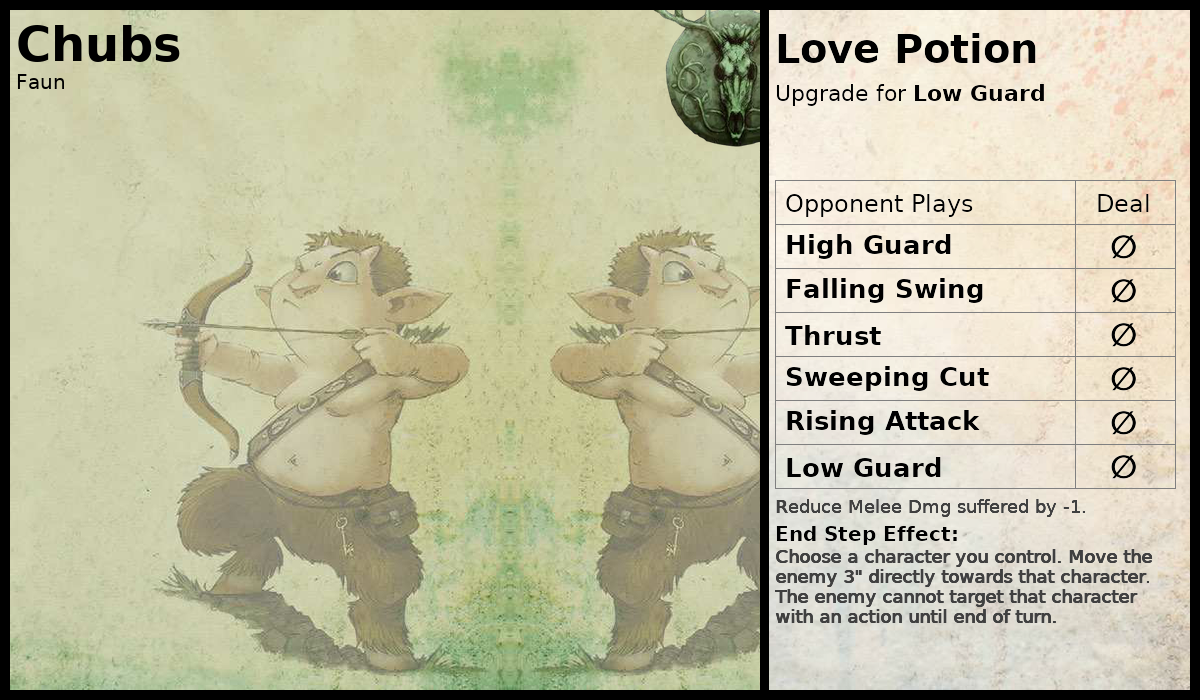 Chubs
Faun
Love Potion
Upgrade for Low Guard
Opponent Plays Deal
High Guard ∅
Falling Swing ∅
Thrust ∅
Sweeping Cut ∅
Rising Attack ∅
Low Guard ∅
Reduce Melee Dmg suffered by -1.
End Step Effect:
Choose a character you control. Move the
enemy 3" directly towards that character.
The enemy cannot target that character
with an action until end of turn.